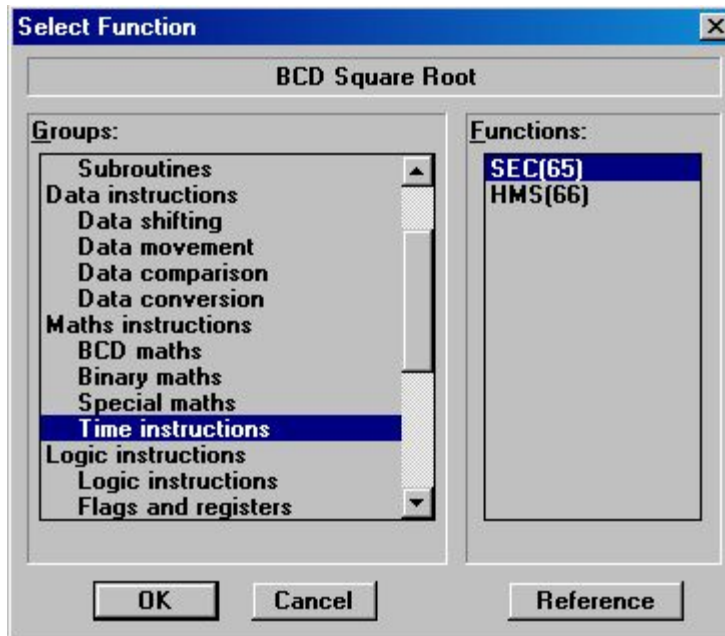 Select Function
BCD Square Root
Groups:
Subroutines
Data instructions
Data shifting
Data movement
Data comparison
Data conversion
Maths instructions
BCD maths
Binary maths
Special maths
Time instructions
Logic instructions
Logic instructions
Flags and registers
Functions:
SEC(65)
HMS(66)
OK
Cancel
Reference